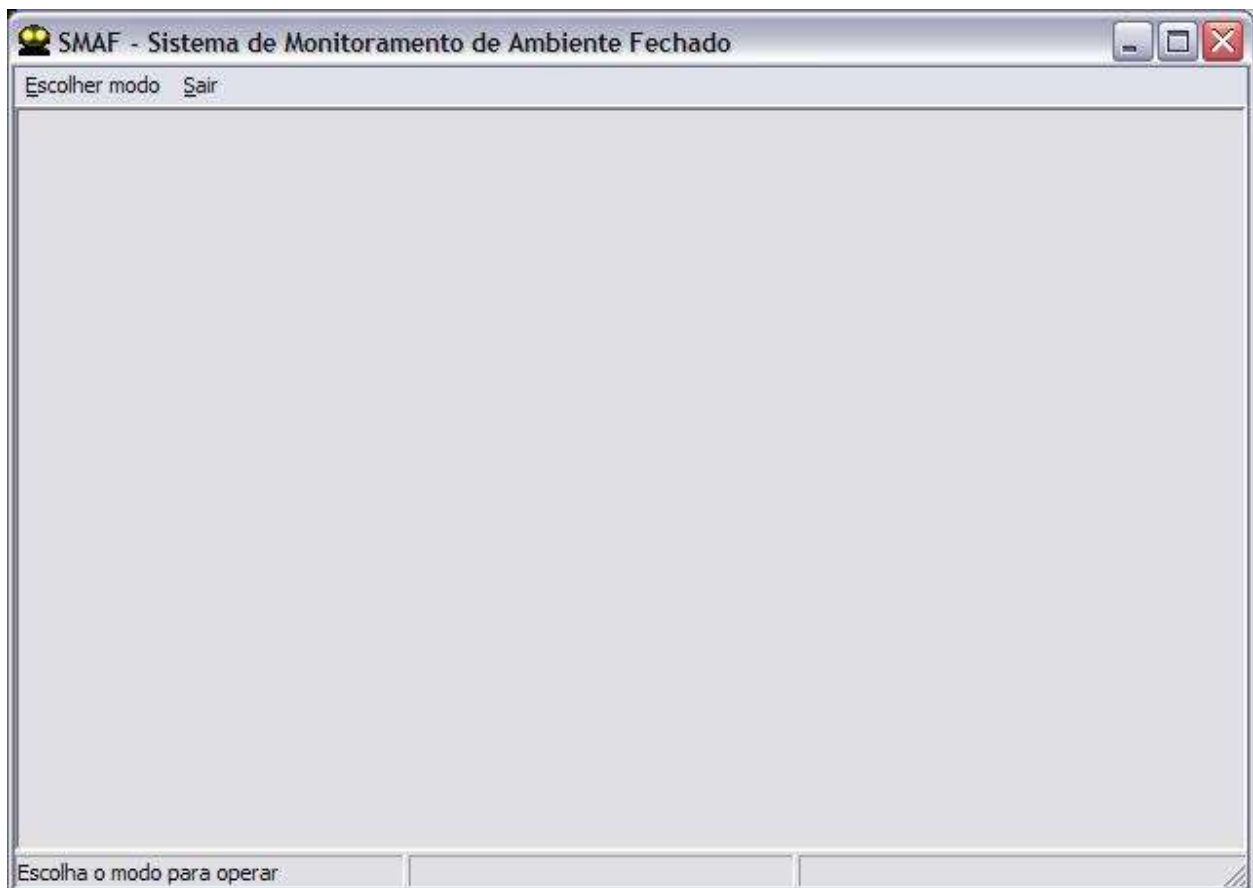 SMAF - Sistema de Monitoramento de Ambiente Fechado
Escolher modo Sair
Escolha o modo para operar